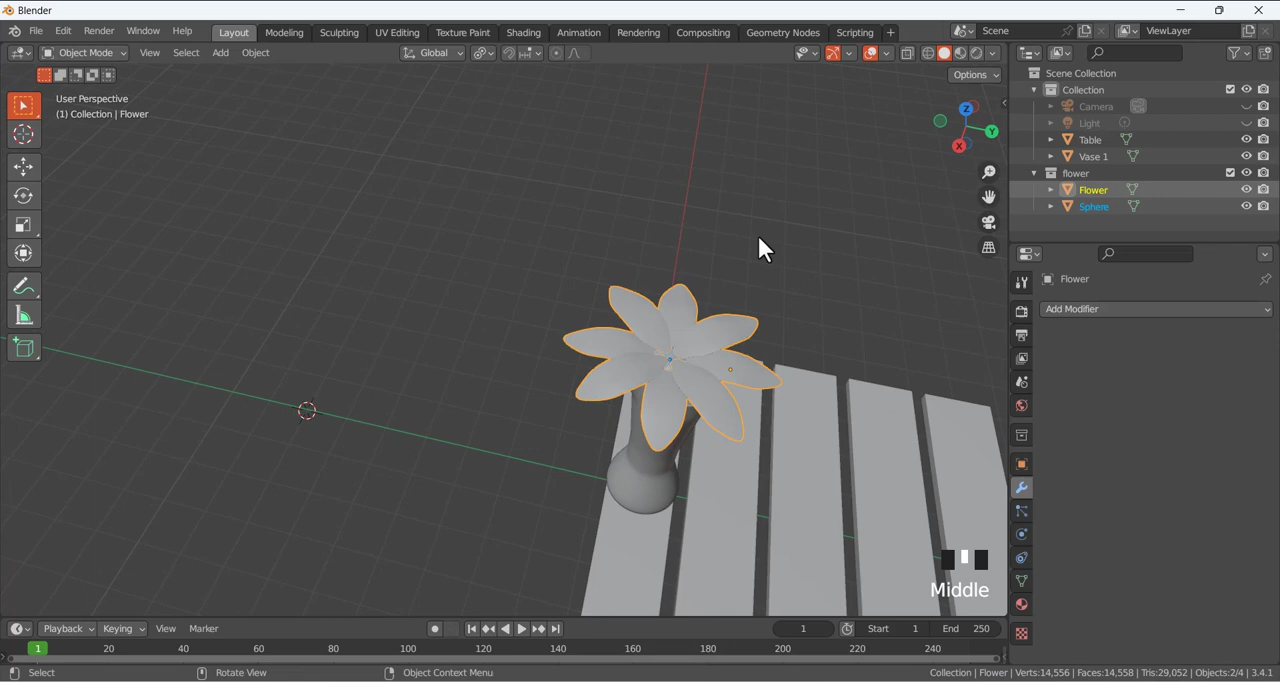 Blender
File Edit Render Window Help Layout Modeling Sculpting UV Editing Texture Paint Shading Animation Rendering Compositing Geometry Nodes Scripting + Scene ViewLayer
Object Mode View Select Add Object Global
Options
User Perspective
(1) Collection | Flower
Z
Y
X
Scene Collection
Collection
Camera
Light
Table
Vase 1
flower
Flower
Sphere
Flower
Add Modifier
Middle
Playback Keying View Marker 1 Start 1 End 250
1 20 40 60 80 100 120 140 160 180 200 220 240
Select Rotate View Object Context Menu Collection | Flower | Verts:14,556 | Faces:14,558 | Tris:29,052 | Objects:2/4 | 3.4.1